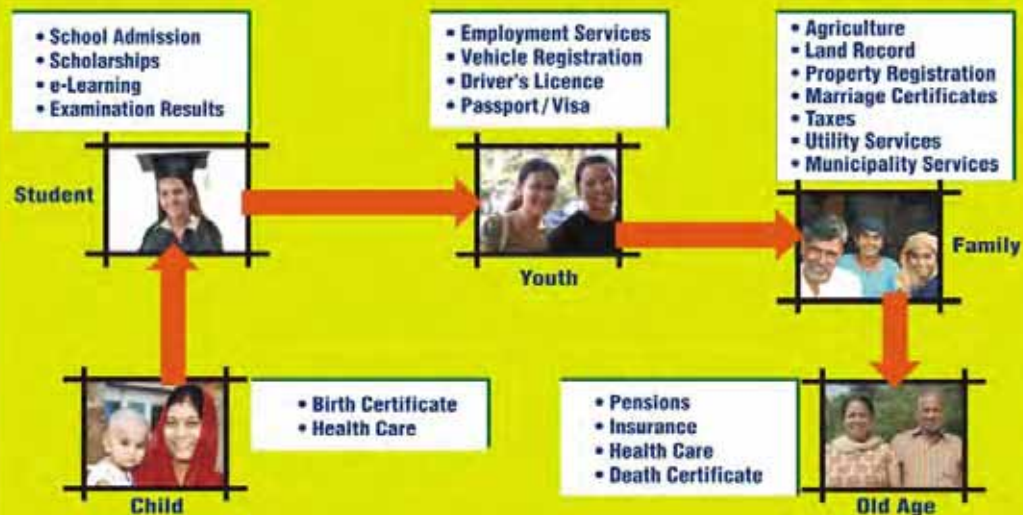 • School Admission
• Scholarships
• e-Learning
• Examination Results
Student
• Employment Services
• Vehicle Registration
• Driver's Licence
• Passport/Visa
Youth
• Agriculture
• Land Record
• Property Registration
• Marriage Certificates
• Taxes
• Utility Services
• Municipality Services
Family
• Birth Certificate
• Health Care
Child
• Pensions
• Insurance
• Health Care
• Death Certificate
Old Age